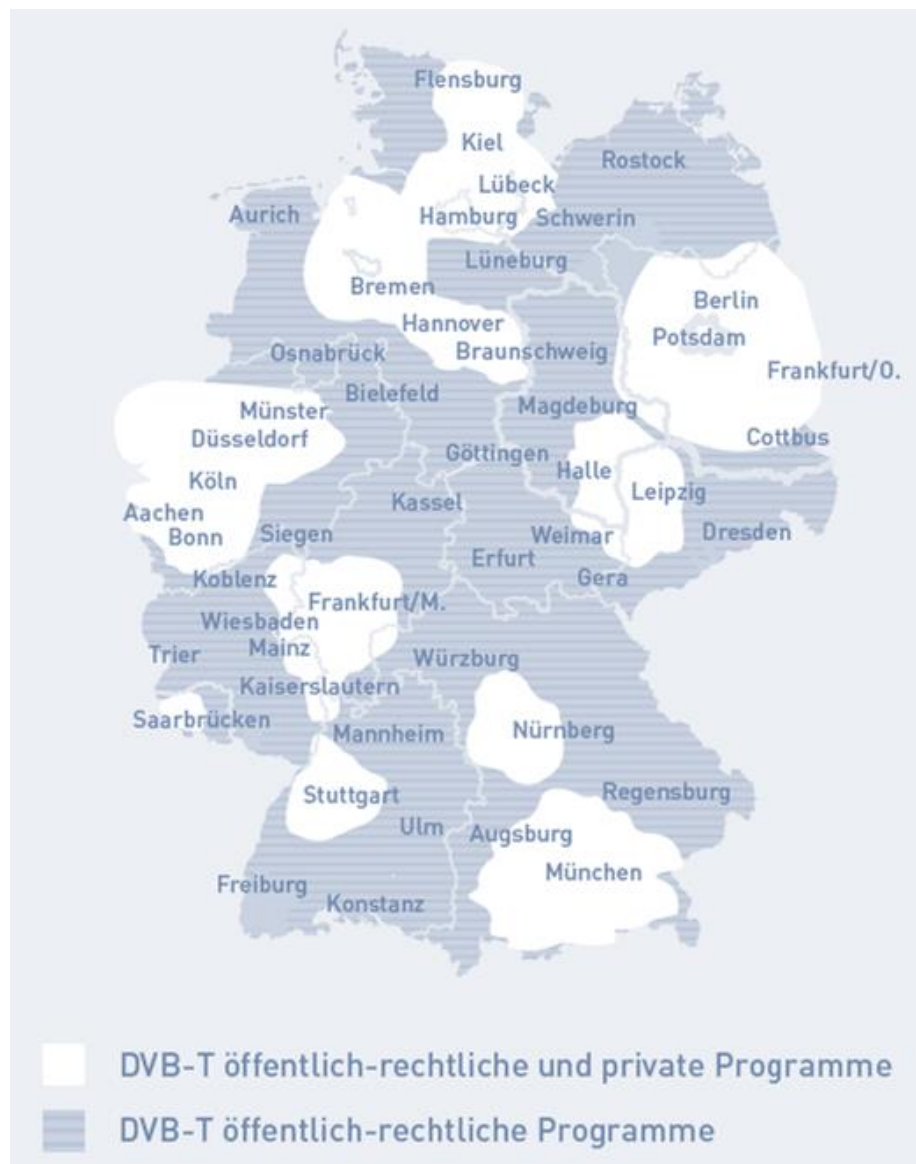 Flensburg
Kiel
Rostock
Lübeck
Aurich
Hamburg
Schwerin
Lüneburg
Bremen
Berlin
Hannover
Potsdam
Osnabrück
Braunschweig
Frankfurt/O.
Bielefeld
Münster
Magdeburg
Düsseldorf
Cottbus
Göttingen
Halle
Köln
Leipzig
Kassel
Aachen
Bonn
Siegen
Weimar
Dresden
Erfurt
Koblenz
Gera
Frankfurt/M.
Wiesbaden
Mainz
Trier
Würzburg
Kaiserslautern
Saarbrücken
Mannheim
Nürnberg
Stuttgart
Regensburg
Ulm
Augsburg
München
Freiburg
Konstanz
DVB-T öffentlich-rechtliche und private Programme
DVB-T öffentlich-rechtliche Programme